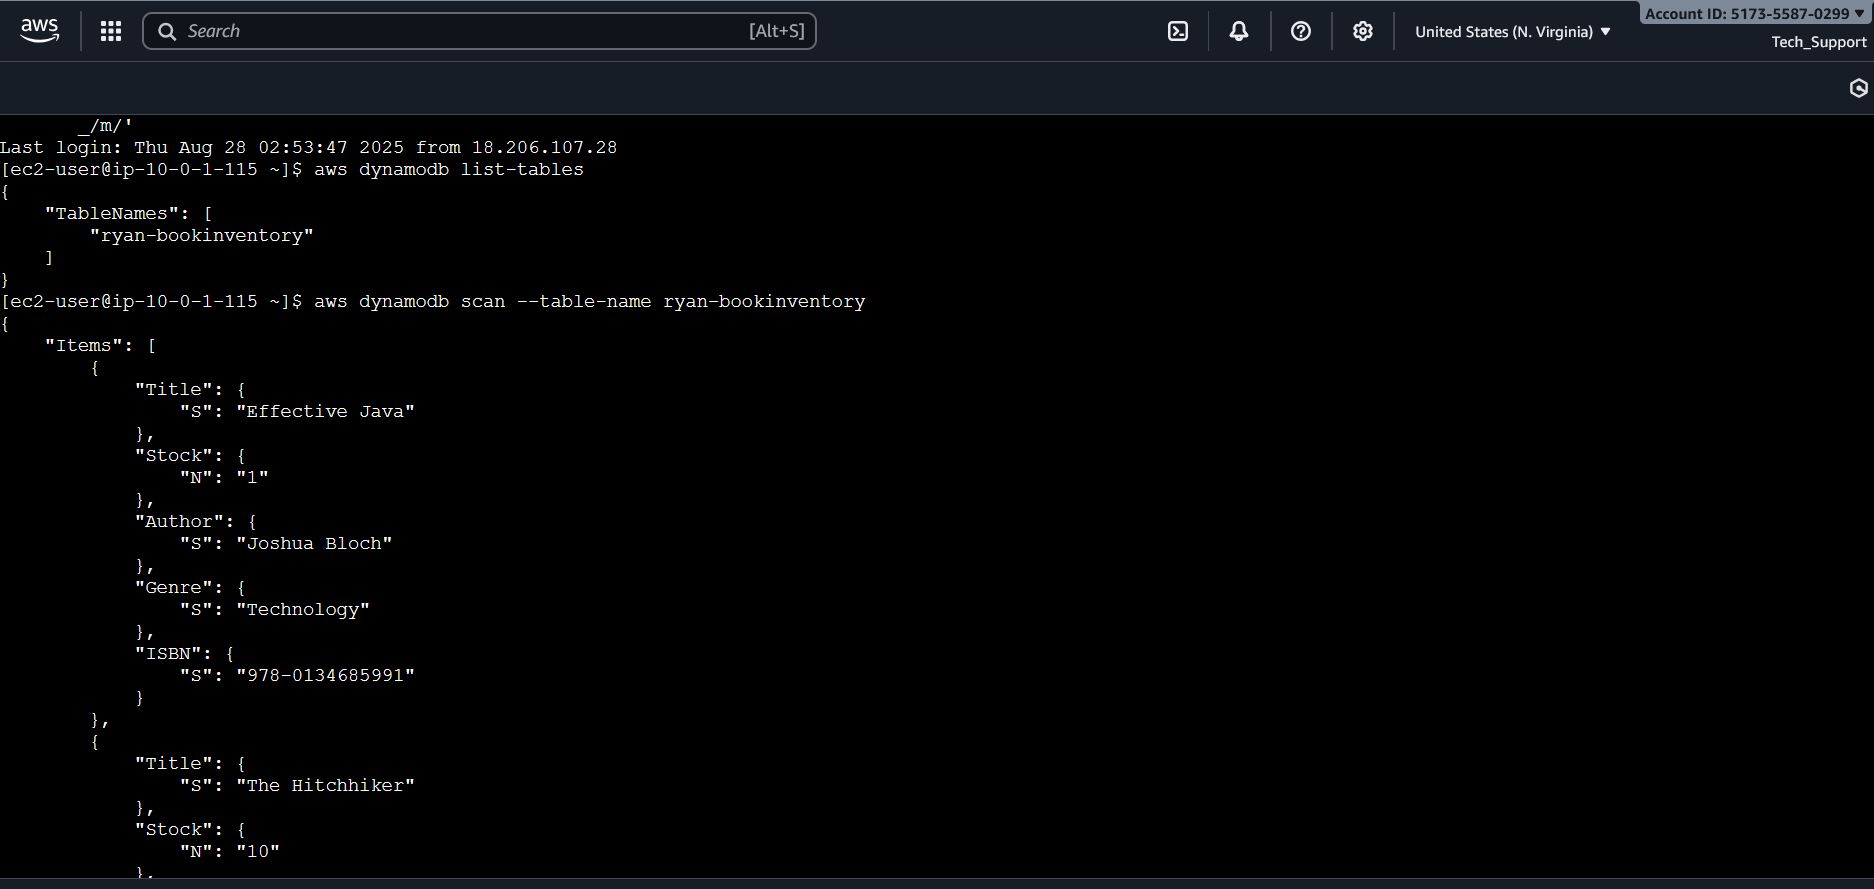 aws
Search
[Alt+S]
United States (N. Virginia)
Account ID: 5173-5587-0299
Tech_Support
_/m/'
Last login: Thu Aug 28 02:53:47 2025 from 18.206.107.28
[ec2-user@ip-10-0-1-115 ~]$ aws dynamodb list-tables
{
    "TableNames": [
        "ryan-bookinventory"
    ]
}
[ec2-user@ip-10-0-1-115 ~]$ aws dynamodb scan --table-name ryan-bookinventory
{
    "Items": [
        {
            "Title": {
                "S": "Effective Java"
            },
            "Stock": {
                "N": "1"
            },
            "Author": {
                "S": "Joshua Bloch"
            },
            "Genre": {
                "S": "Technology"
            },
            "ISBN": {
                "S": "978-0134685991"
            }
        },
        {
            "Title": {
                "S": "The Hitchhiker"
            },
            "Stock": {
                "N": "10"
            },